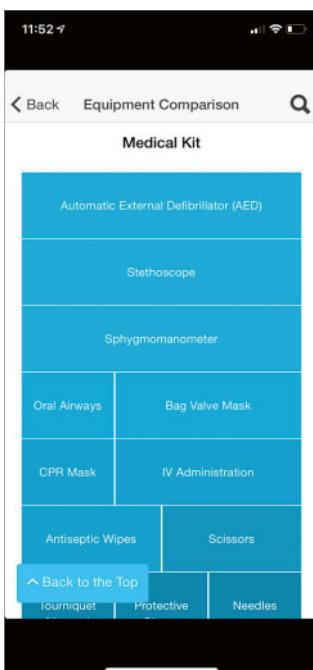 11:52
Back Equipment Comparison
Medical Kit
Automatic External Defibrillator (AED)
Stethoscope
Sphygmomanometer
Oral Airways Bag Valve Mask
CPR Mask IV Administration
Antiseptic Wipes Scissors
Back to the Top
Tourniquet Protective Needles